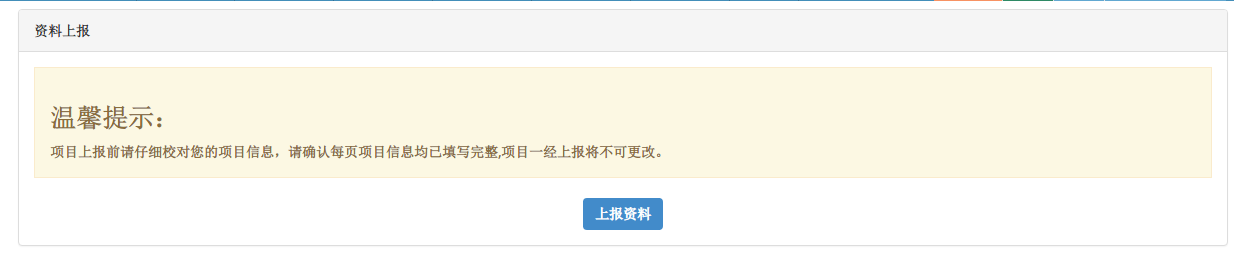 资料上报
温馨提示：
项目上报前请仔细校对您的项目信息，请确认每页项目信息均已填写完整,项目一经上报将不可更改。
上报资料